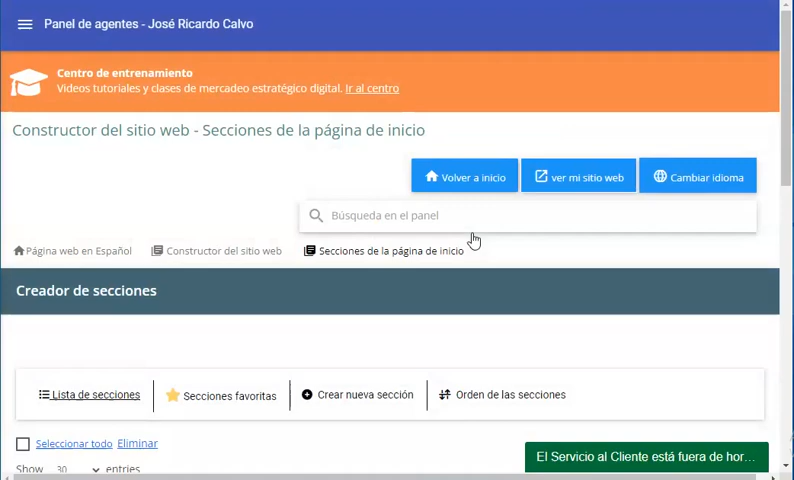 Panel de agentes - José Ricardo Calvo
Centro de entrenamiento
Videos tutoriales y clases de mercadeo estratégico digital. Ir al centro
Constructor del sitio web - Secciones de la página de inicio
Volver a inicio
ver mi sitio web
Cambiar idioma
Búsqueda en el panel
Página web en Español
Constructor del sitio web
Secciones de la página de inicio
Creador de secciones
Lista de secciones
Secciones favoritas
Crear nueva sección
Orden de las secciones
Seleccionar todo Eliminar
El Servicio al Cliente está fuera de hor...
Show 30 entries